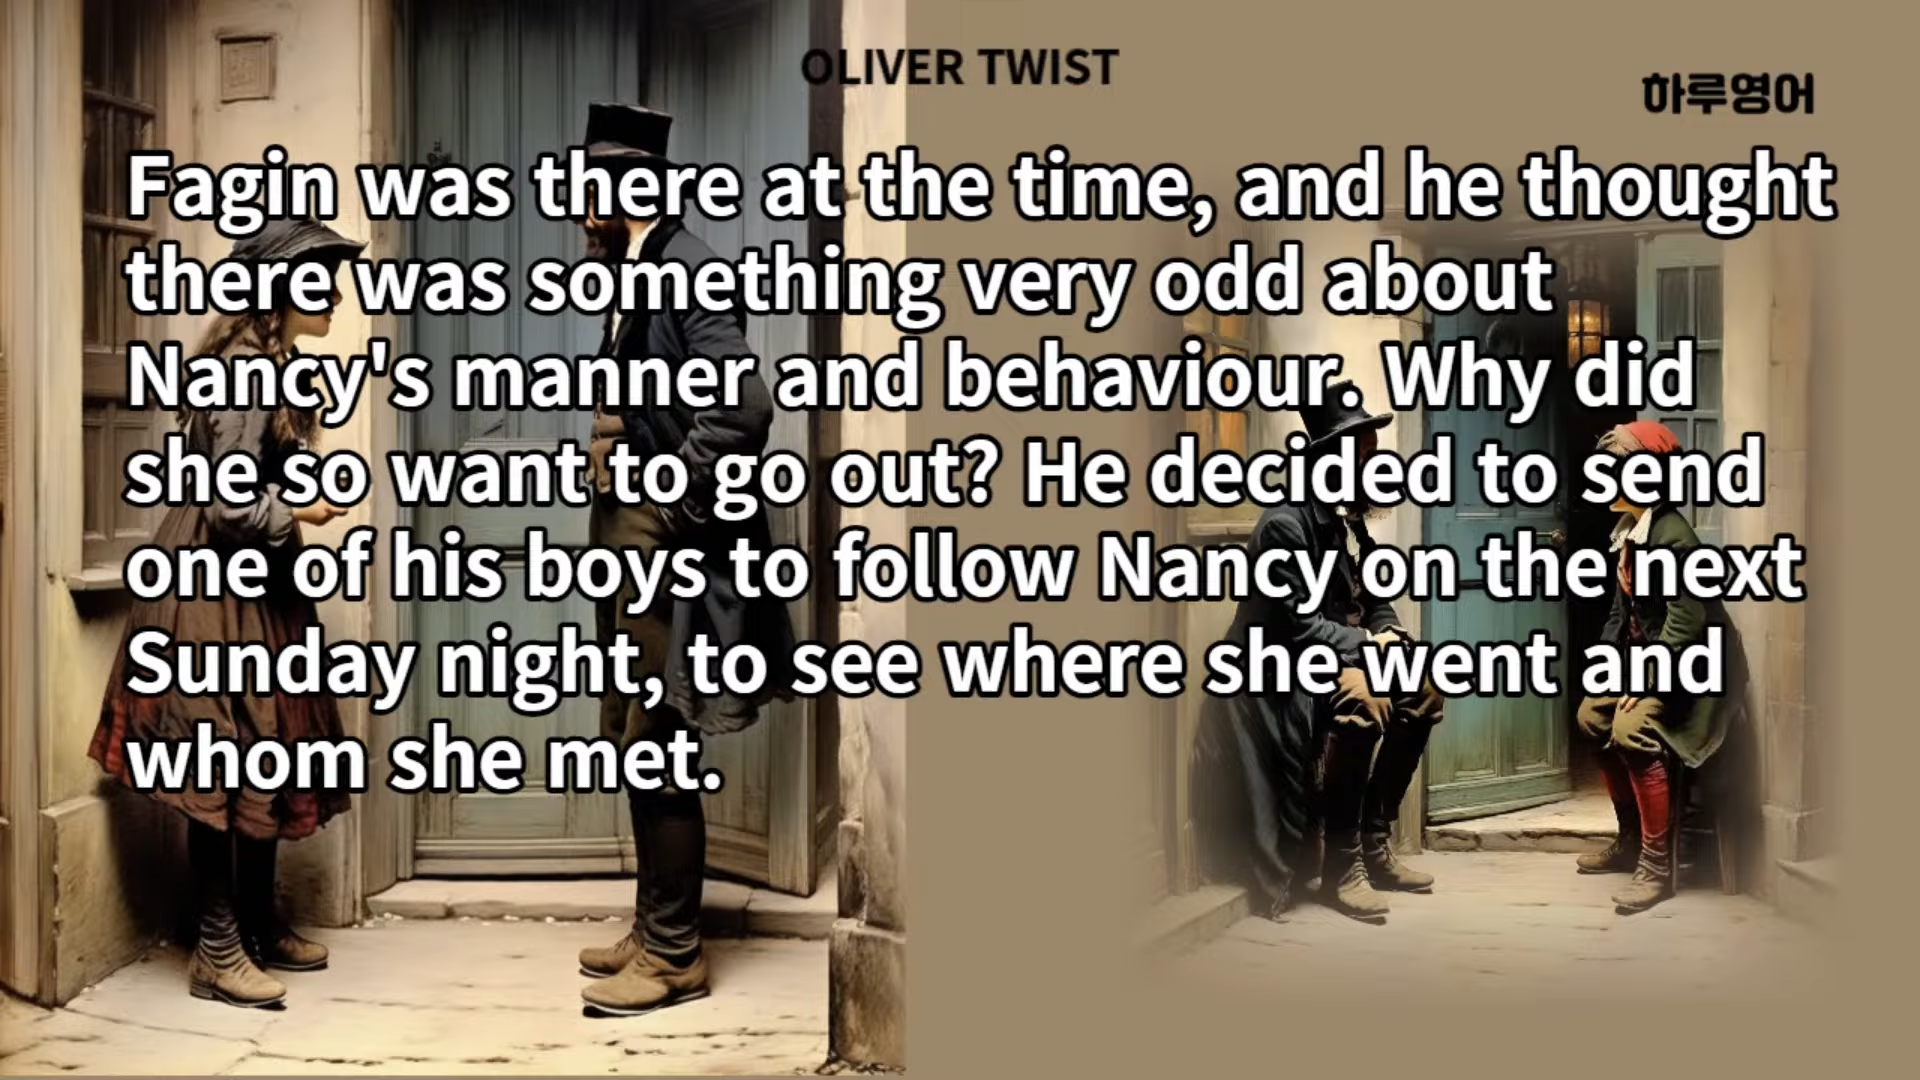 OLIVER TWIST
하루영어
Fagin was there at the time, and he thought
there was something very odd about
Nancy's manner and behaviour. Why did
she so want to go out? He decided to send
one of his boys to follow Nancy on the next
Sunday night, to see where she went and
whom she met.